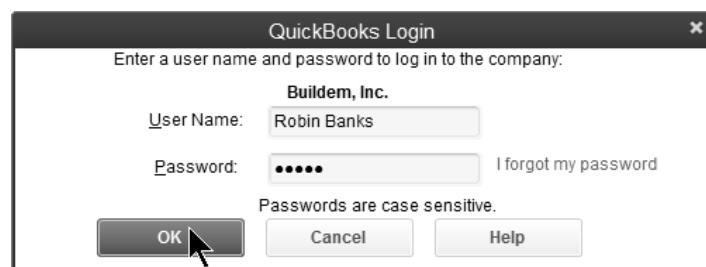 QuickBooks Login
Enter a user name and password to log in to the company:
Buildem, Inc.
User Name: Robin Banks
Password: ••••• I forgot my password
Passwords are case sensitive.
OK Cancel Help